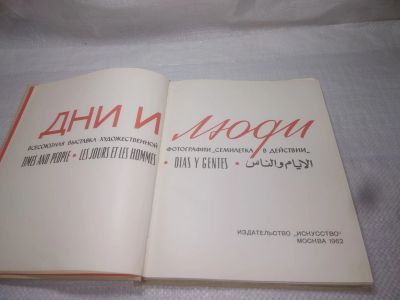 ДНИ И люди
ВСЕСОЮЗНАЯ ВЫСТАВКА ХУДОЖЕСТВЕННОЙ ФОТОГРАФИИ „СЕМИЛЕТКА В ДЕЙСТВИИ„
TIMES AND PEOPLE • LES JOURS ET LES HOMMES • DIAS Y GENTES • الايام والناس
ИЗДАТЕЛЬСТВО „ИСКУССТВО“
МОСКВА 1962